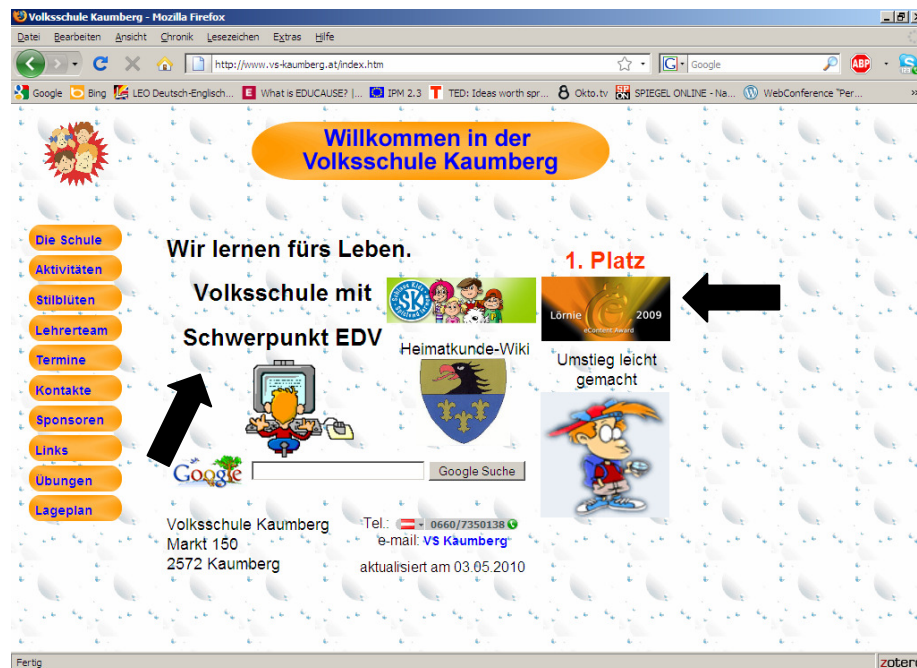 Volksschule Kaumberg - Mozilla Firefox
Datei Bearbeiten Ansicht Chronik Lesezeichen Extras Hilfe
http://www.vs-kaumberg.at/index.htm
G Google
ABP
Google Bing LEO Deutsch-Englisch... E What is EDUCAUSE? |... IPM 2.3 T TED: Ideas worth spr... 8 Okto.tv SPIEGEL ONLINE - Na... WebConference "Per... »
Willkommen in der
Volksschule Kaumberg
Die Schule
Aktivitäten
Stilblüten
Lehrerteam
Termine
Kontakte
Sponsoren
Links
Übungen
Lageplan
Wir lernen fürs Leben.
Volksschule mit
Schwerpunkt EDV
SK
Heimatkunde-Wiki
1. Platz
Lörnie 2009
eContent Award
Umstieg leicht
gemacht
Google
Google Suche
Volksschule Kaumberg
Markt 150
2572 Kaumberg
Tel.: 0660/7350138
e-mail: VS Kaumberg
aktualisiert am 03.05.2010
Fertig
zotero